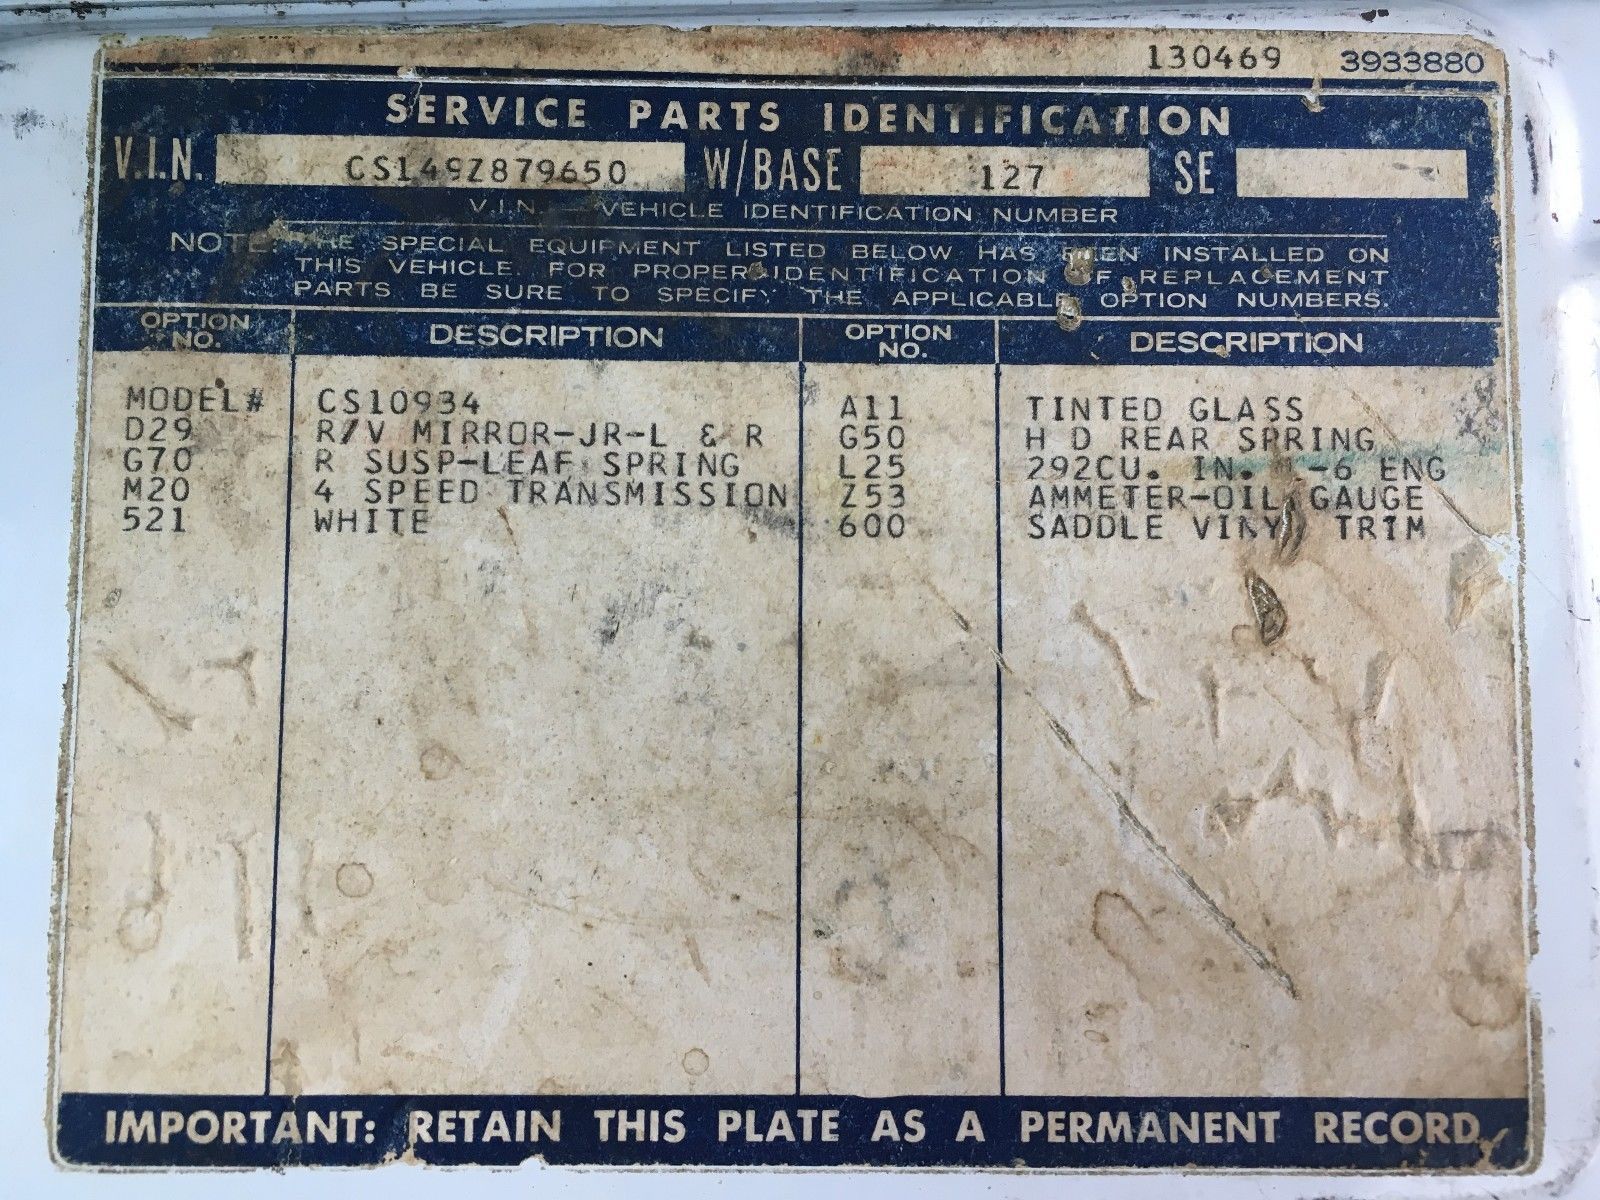 130469 3933880
SERVICE PARTS IDENTIFICATION
V.I.N. CS149Z879650 W/BASE 127 SE
V.I.N. — VEHICLE IDENTIFICATION NUMBER
NOTE THE SPECIAL EQUIPMENT LISTED BELOW HAS BEEN INSTALLED ON
THIS VEHICLE. FOR PROPER IDENTIFICATION OF REPLACEMENT
PARTS BE SURE TO SPECIFY THE APPLICABLE OPTION NUMBERS.
OPTION NO. DESCRIPTION OPTION NO. DESCRIPTION
MODEL# CS10934 A11 TINTED GLASS
D29 R/V MIRROR-JR-L & R G50 H D REAR SPRING
G70 R SUSP-LEAF SPRING L25 292CU. IN. -6 ENG
M20 4 SPEED TRANSMISSION Z53 AMMETER-OIL GAUGE
521 WHITE 600 SADDLE VINYL TRIM
IMPORTANT: RETAIN THIS PLATE AS A PERMANENT RECORD.